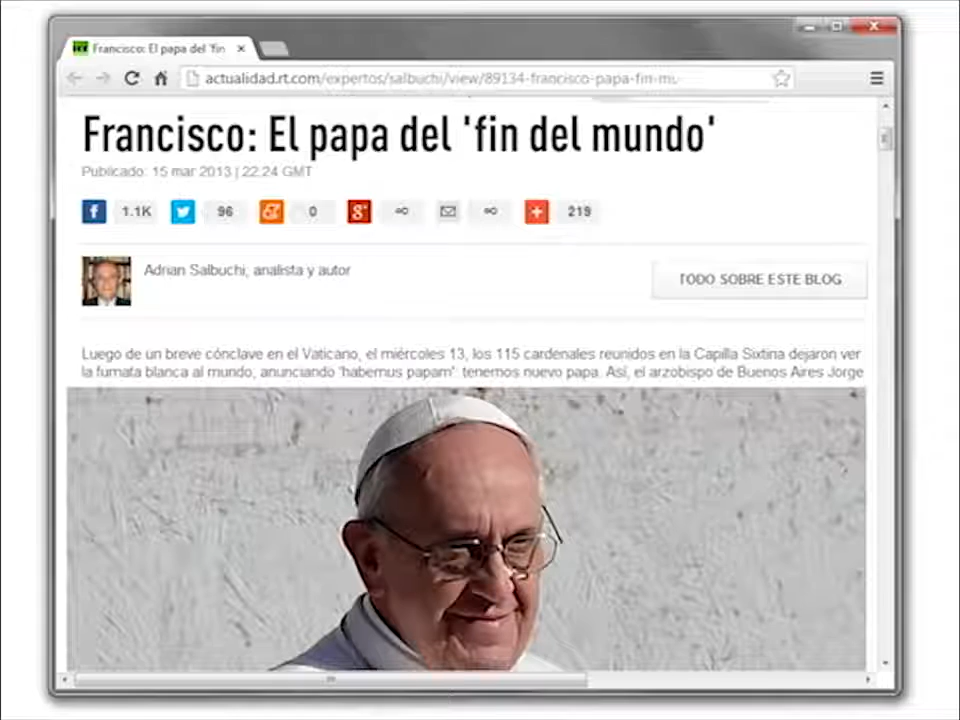 Francisco: El papa del 'fin
actualidad.rt.com/expertos/salbuchi/view/89134-francisco-papa-fin-mu
Francisco: El papa del 'fin del mundo'
Publicado: 15 mar 2013 | 22:24 GMT
1.1K 96 0 ∞ ∞ 219
Adrian Salbuchi, analista y autor
TODO SOBRE ESTE BLOG
Luego de un breve cónclave en el Vaticano, el miércoles 13, los 115 cardenales reunidos en la Capilla Sixtina dejaron ver
la fumata blanca al mundo, anunciando 'habemus papam': tenemos nuevo papa. Así, el arzobispo de Buenos Aires Jorge